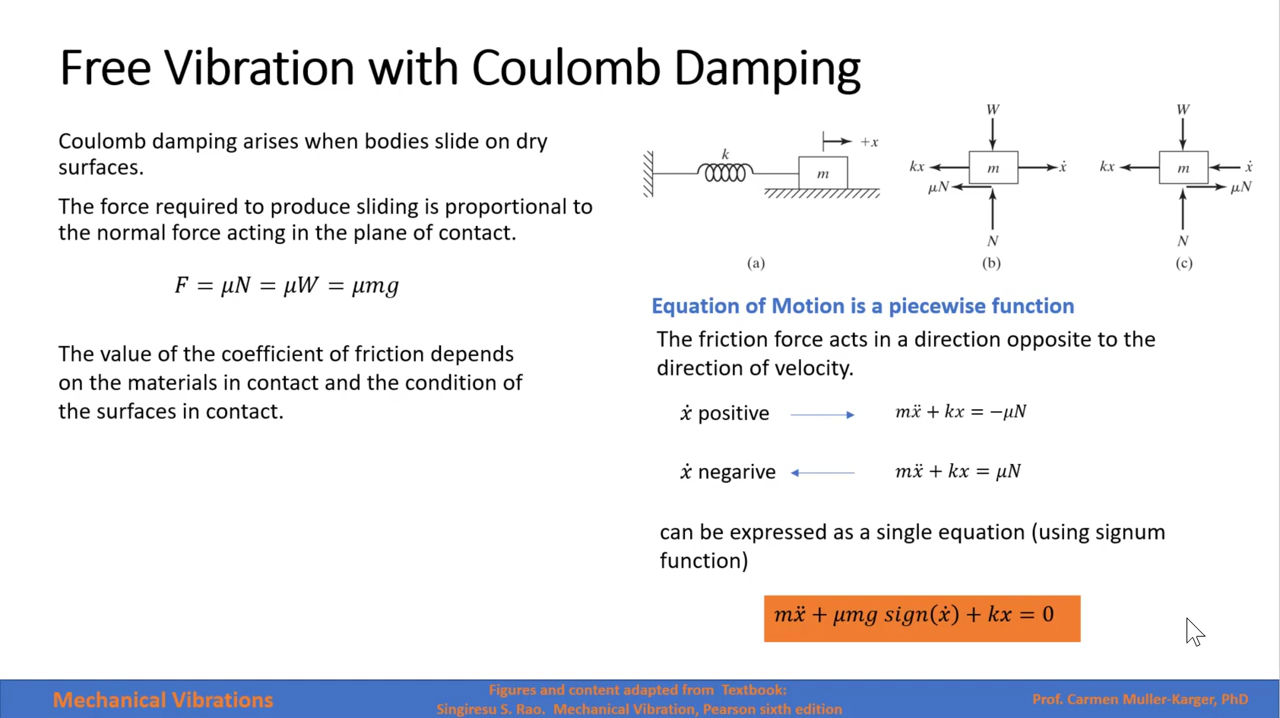 Free Vibration with Coulomb Damping
Coulomb damping arises when bodies slide on dry
surfaces.
The force required to produce sliding is proportional to
the normal force acting in the plane of contact.
F = μN = μW = μmg
The value of the coefficient of friction depends
on the materials in contact and the condition of
the surfaces in contact.
k
+x
m
(a)
W
kx
m
ẋ
μN
N
(b)
W
kx
m
ẋ
μN
N
(c)
Equation of Motion is a piecewise function
The friction force acts in a direction opposite to the
direction of velocity.
ẋ positive mẍ + kx = −μN
ẋ negarive mẍ + kx = μN
can be expressed as a single equation (using signum
function)
mẍ + μmg sign(ẋ) + kx = 0
Mechanical Vibrations
Figures and content adapted from Textbook:
Singiresu S. Rao. Mechanical Vibration, Pearson sixth edition
Prof. Carmen Muller-Karger, PhD